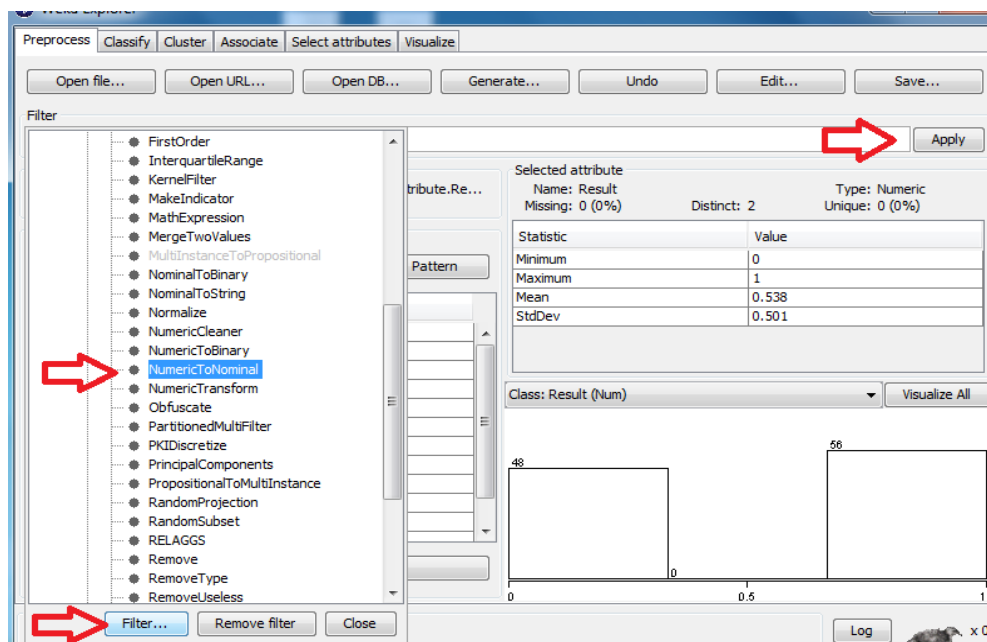 Weka Explorer
Preprocess Classify Cluster Associate Select attributes Visualize
Open file... Open URL... Open DB... Generate... Undo Edit... Save...
Filter
Apply
FirstOrder
InterquartileRange
KernelFilter
MakeIndicator
MathExpression
MergeTwoValues
MultiInstanceToPropositional
NominalToBinary
NominalToString
Normalize
NumericCleaner
NumericToBinary
NumericToNominal
NumericTransform
Obfuscate
PartitionedMultiFilter
PKIDiscretize
PrincipalComponents
PropositionalToMultiInstance
RandomProjection
RandomSubset
RELAGGS
Remove
RemoveType
RemoveUseless
Filter... Remove filter Close
tribute.Re...
Pattern
Selected attribute
Name: Result Type: Numeric
Missing: 0 (0%) Distinct: 2 Unique: 0 (0%)
Statistic Value
Minimum 0
Maximum 1
Mean 0.538
StdDev 0.501
Class: Result (Num) Visualize All
56
48
0
0 0.5 1
Log x 0